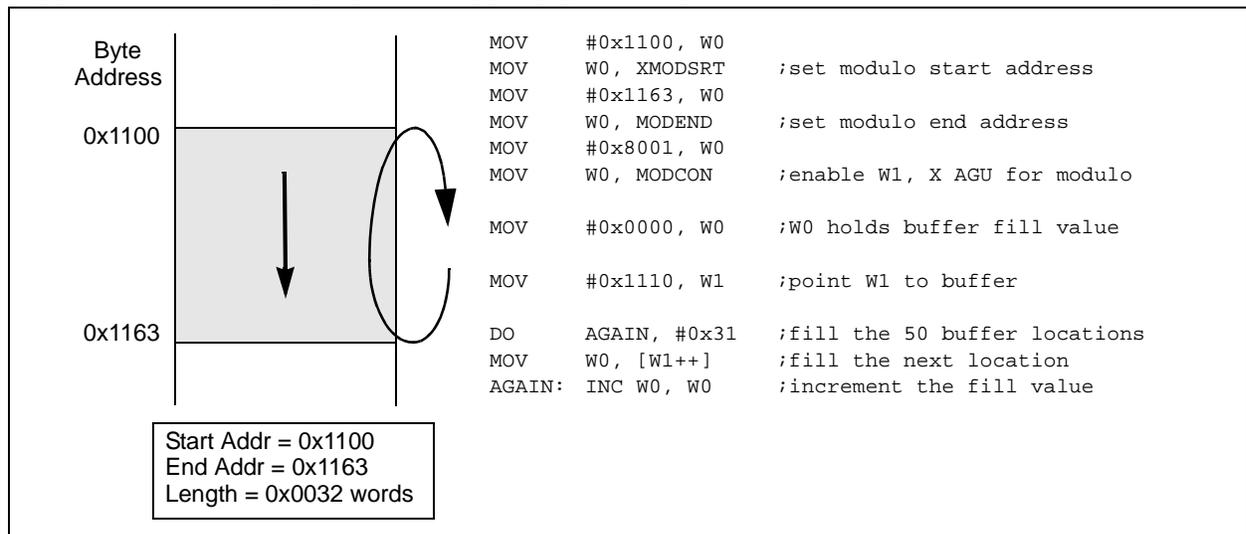 Byte
Address
0x1100
0x1163
Start Addr = 0x1100
End Addr = 0x1163
Length = 0x0032 words
MOV #0x1100, W0
MOV W0, XMODSRT ;set modulo start address
MOV #0x1163, W0
MOV W0, MODEND ;set modulo end address
MOV #0x8001, W0
MOV W0, MODCON ;enable W1, X AGU for modulo
MOV #0x0000, W0 ;W0 holds buffer fill value
MOV #0x1110, W1 ;point W1 to buffer
DO AGAIN, #0x31 ;fill the 50 buffer locations
MOV W0, [W1++] ;fill the next location
AGAIN: INC W0, W0 ;increment the fill value